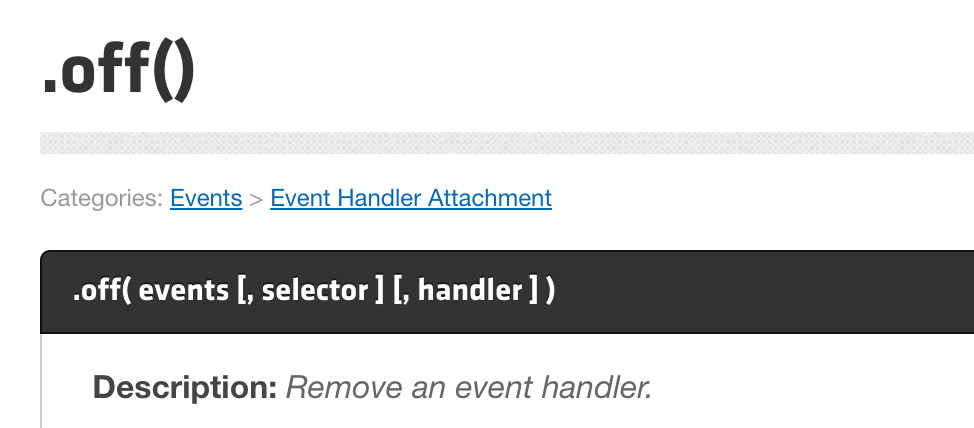 .off()
Categories: Events > Event Handler Attachment
.off( events [, selector ] [, handler ] )
Description: Remove an event handler.